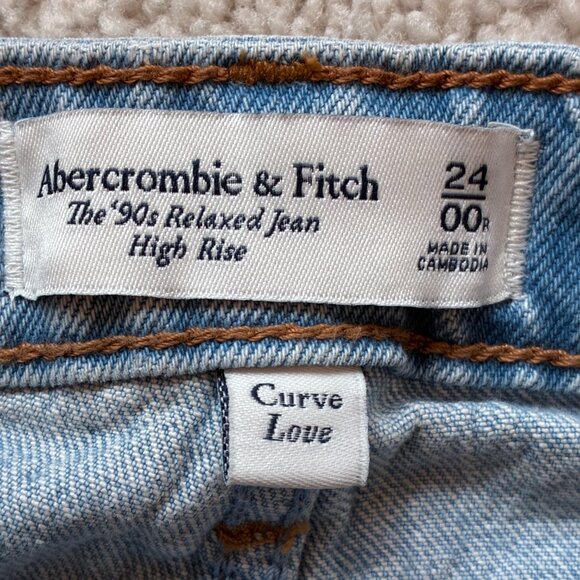 Abercrombie & Fitch
The '90s Relaxed Jean
High Rise
24
00R
MADE IN
CAMBODIA
Curve
Love